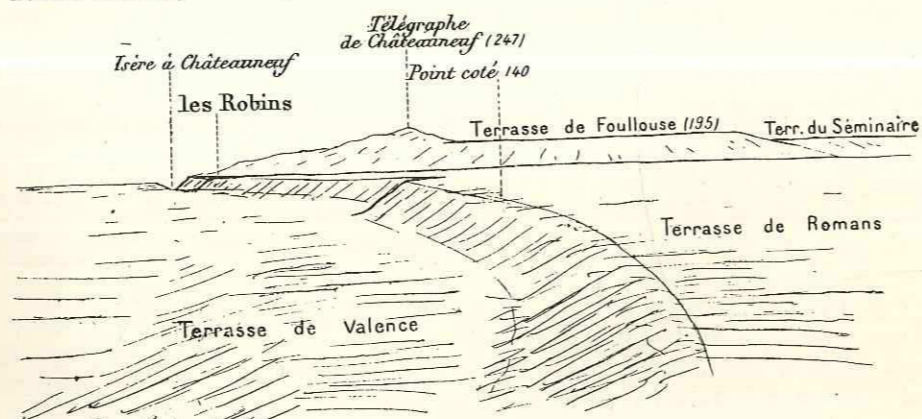 Télégraphe
de Châteauneuf (247)
Isère à Châteauneuf
Point coté 140
les Robins
Terrasse de Foullouse (195)
Terr. du Séminaire
Terrasse de Romans
Terrasse de Valence